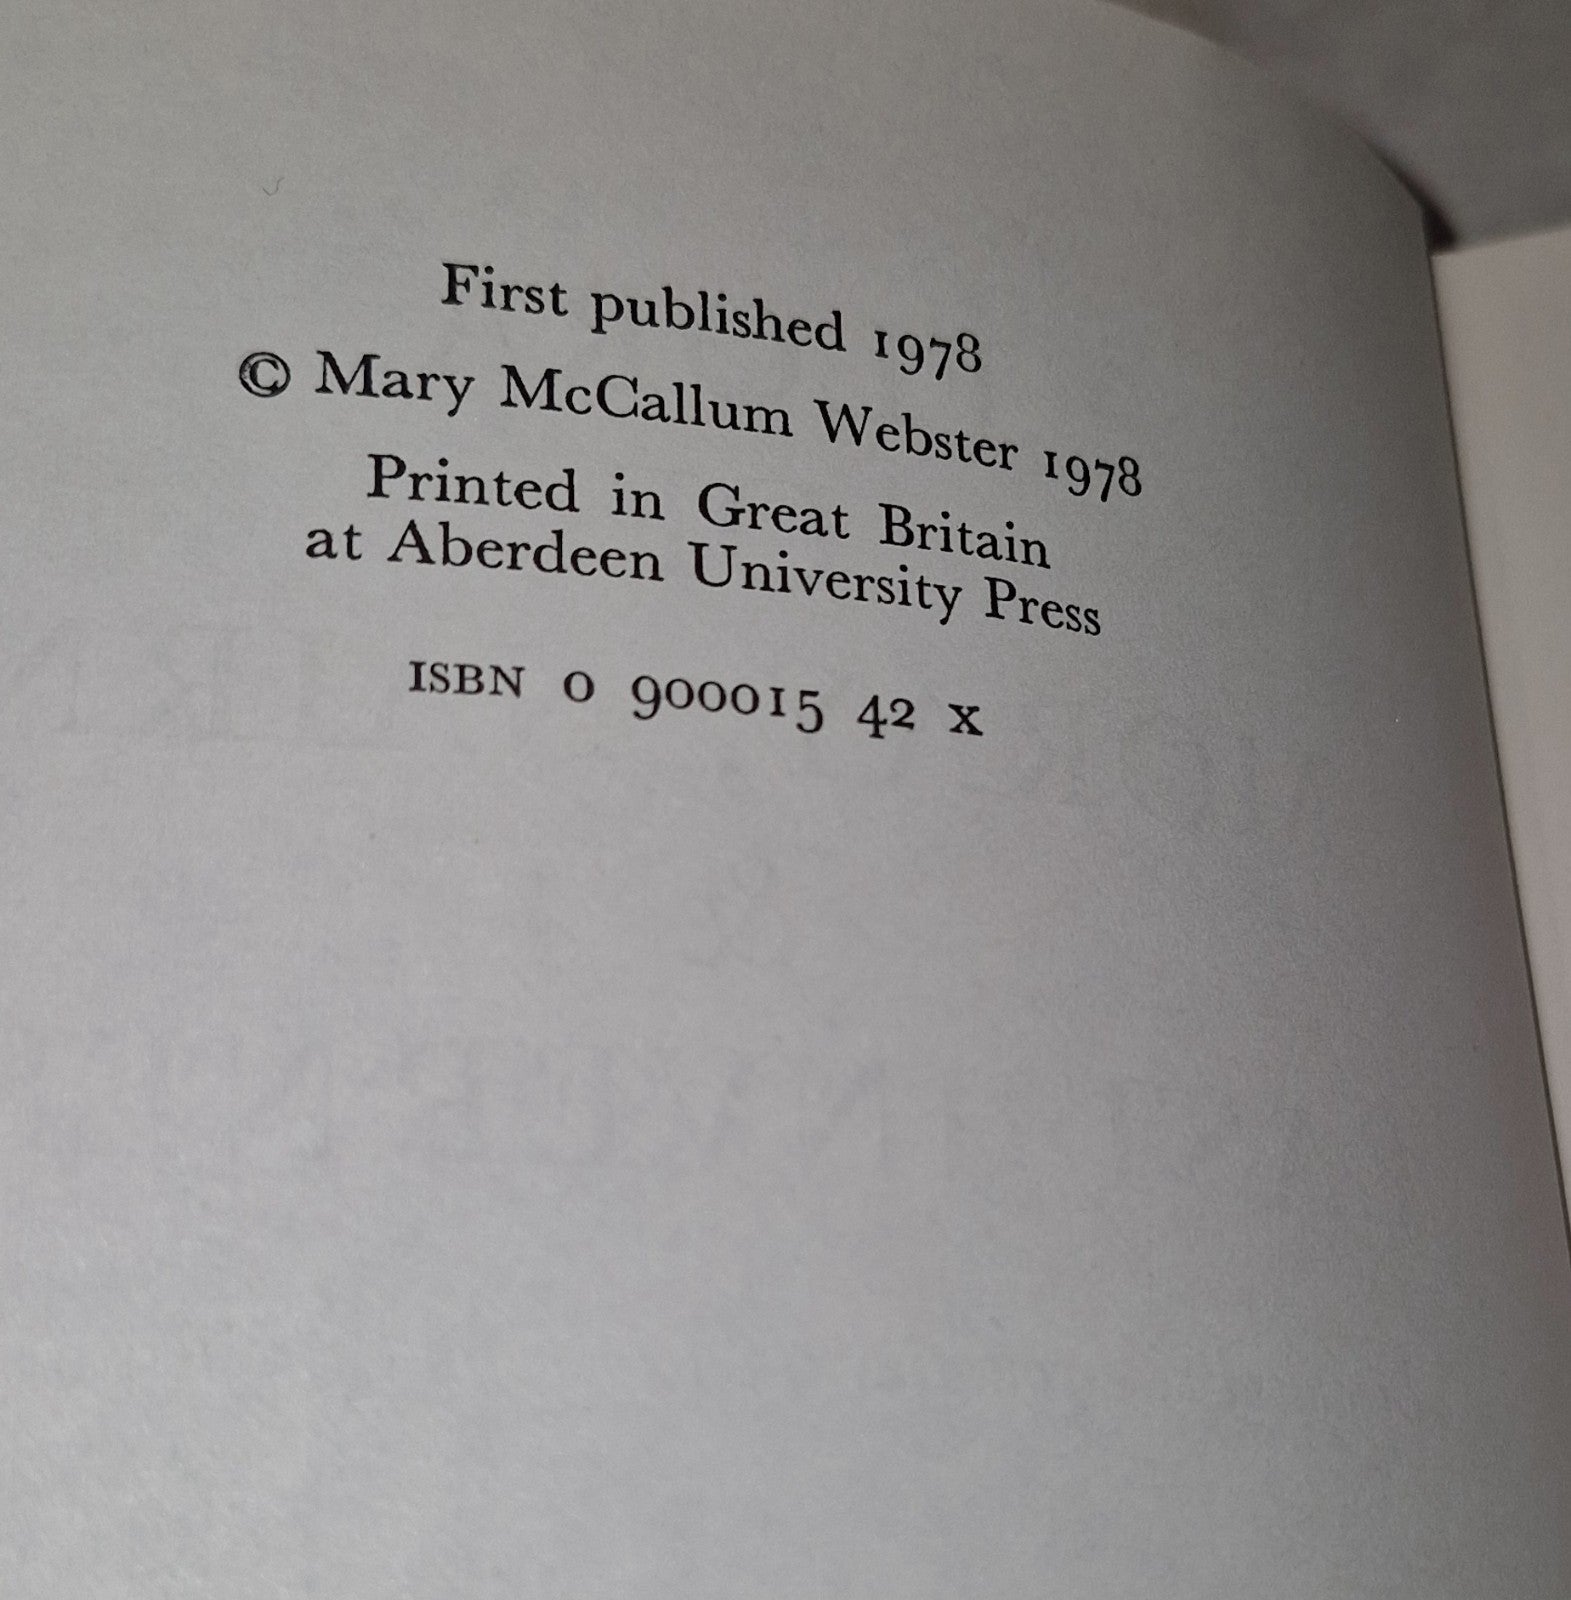 First published 1978
© Mary McCallum Webster 1978
Printed in Great Britain
at Aberdeen University Press
ISBN 0 900015 42 x